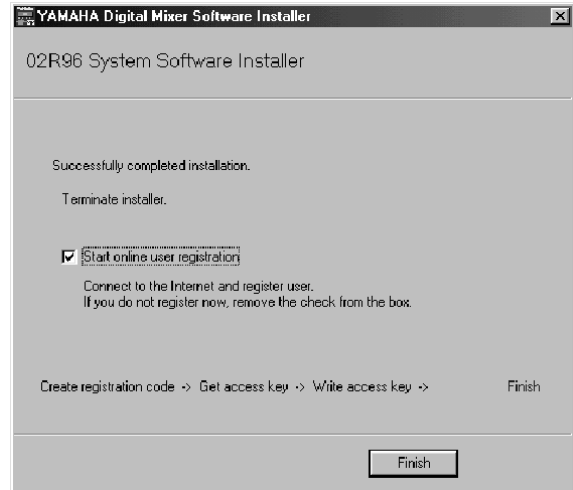 YAMAHA Digital Mixer Software Installer
02R96 System Software Installer
Successfully completed installation.
Terminate installer.
Start online user registration
Connect to the Internet and register user.
If you do not register now, remove the check from the box.
Create registration code -> Get access key -> Write access key -> Finish
Finish